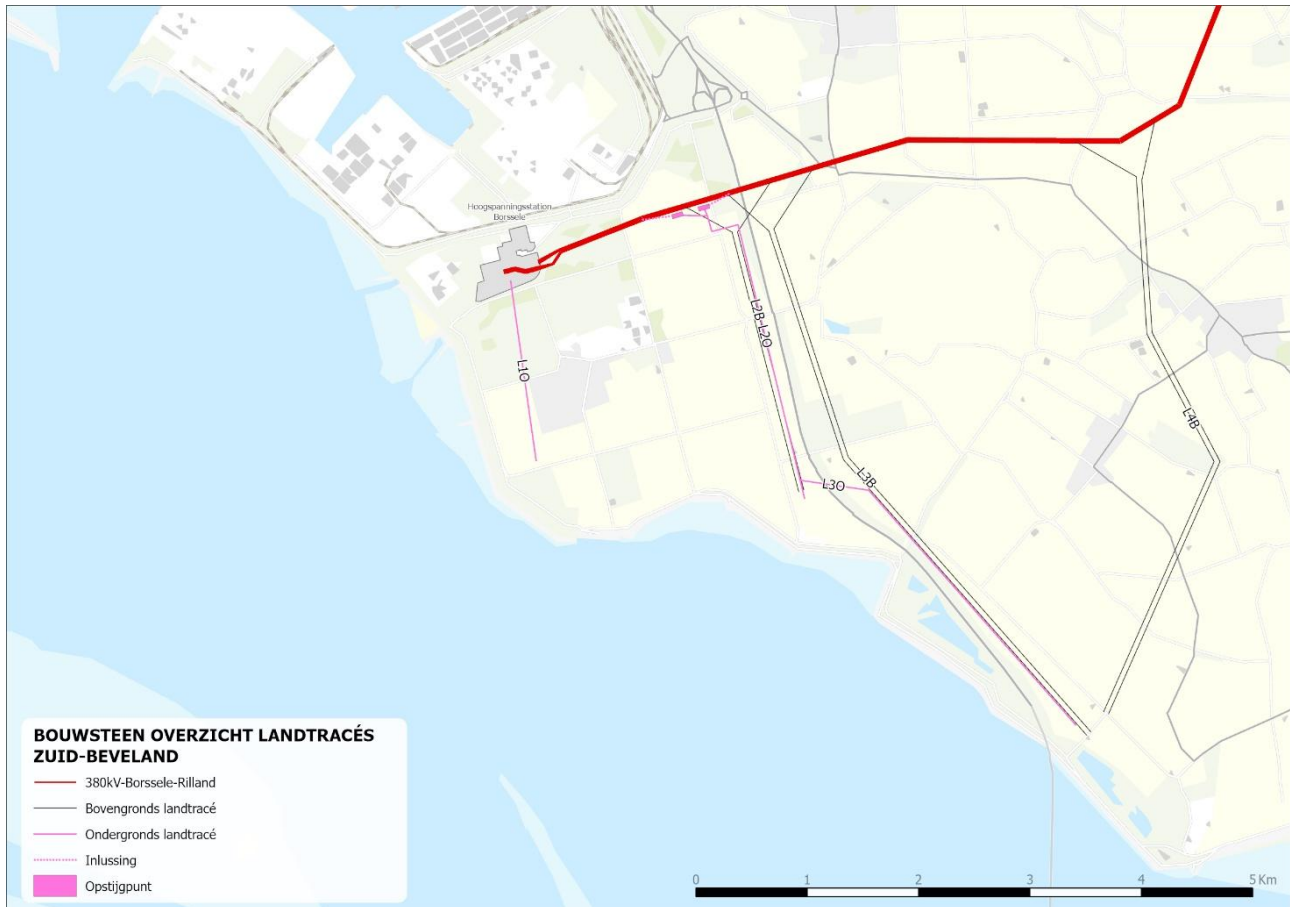 Hoogspanningsstation
Borssele
L1O
L2B-L2O
L3O
L3B
L4B
BOUWSTEEN OVERZICHT LANDTRACÉS
ZUID-BEVELAND
380kV-Borssele-Rilland
Bovengronds landtracé
Ondergronds landtracé
Inlussing
Opstijgpunt
0 1 2 3 4 5 Km